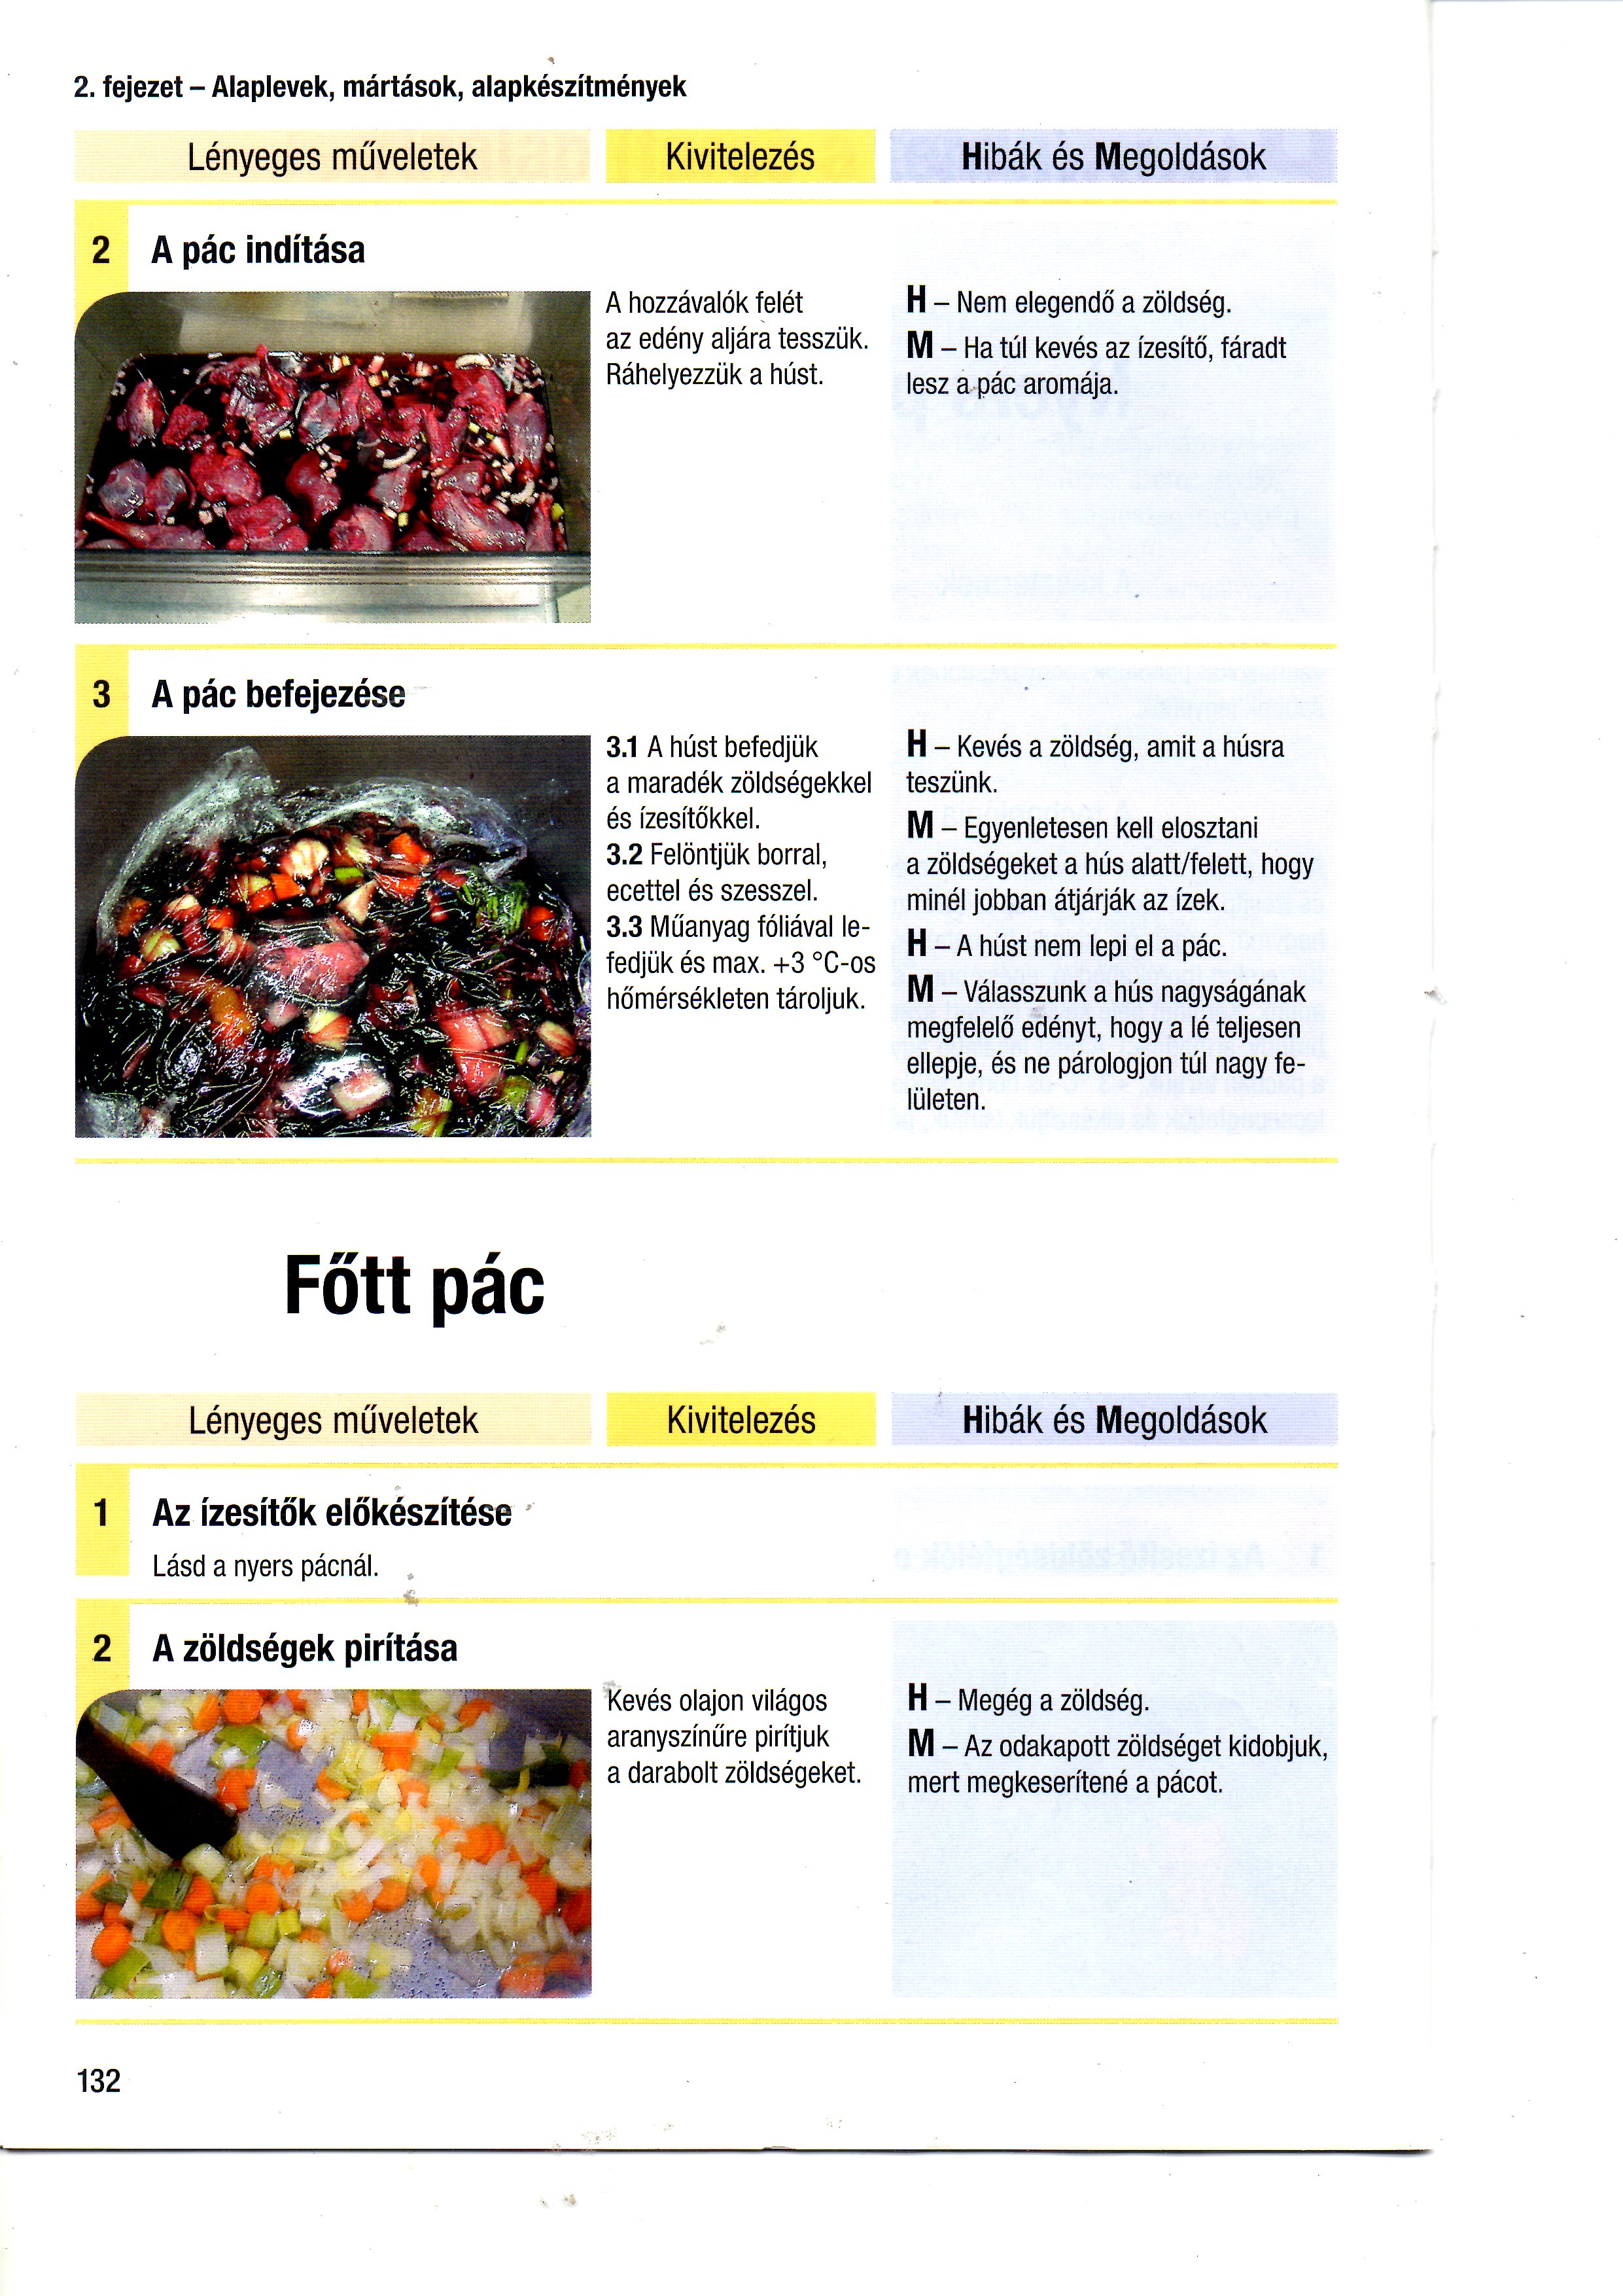 2. fejezet – Alaplevek, mártások, alapkészítmények
Lényeges műveletek
Kivitelezés
Hibák és Megoldások
2
A pác indítása
A hozzávalók felét
az edény aljára tesszük.
Ráhelyezzük a húst.
H – Nem elegendő a zöldség.
M – Ha túl kevés az ízesítő, fáradt
lesz a pác aromája.
3
A pác befejezése
3.1 A húst befedjük
a maradék zöldségekkel
és ízesítőkkel.
3.2 Felöntjük borral,
ecettel és szesszel.
3.3 Műanyag fóliával le-
fedjük és max. +3 °C-os
hőmérsékleten tároljuk.
H – Kevés a zöldség, amit a húsra
teszünk.
M – Egyenletesen kell elosztani
a zöldségeket a hús alatt/felett, hogy
minél jobban átjárják az ízek.
H – A húst nem lepi el a pác.
M – Válasszunk a hús nagyságának
megfelelő edényt, hogy a lé teljesen
ellepje, és ne párologjon túl nagy fe-
lületen.
Főtt pác
Lényeges műveletek
Kivitelezés
Hibák és Megoldások
1
Az ízesítők előkészítése
Lásd a nyers pácnál.
2
A zöldségek pirítása
Kevés olajon világos
aranyszínűre pirítjuk
a darabolt zöldségeket.
H – Megég a zöldség.
M – Az odakapott zöldséget kidobjuk,
mert megkeserítené a pácot.
132